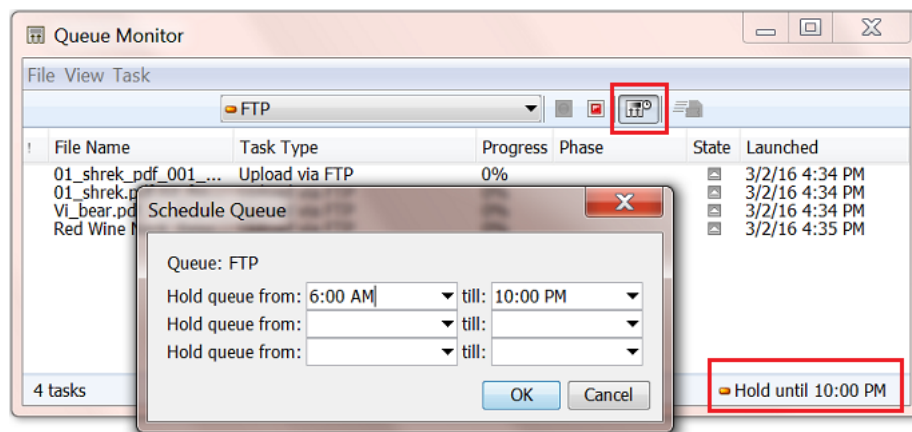 Queue Monitor
File View Task
FTP
! File Name Task Type Progress Phase State Launched
01_shrek_pdf_001_... Upload via FTP 0% 3/2/16 4:34 PM
01_shrek.p 3/2/16 4:34 PM
Vi_bear.pd 3/2/16 4:34 PM
Red Wine 3/2/16 4:35 PM
Schedule Queue
Queue: FTP
Hold queue from: 6:00 AM till: 10:00 PM
Hold queue from: till:
Hold queue from: till:
OK Cancel
4 tasks Hold until 10:00 PM